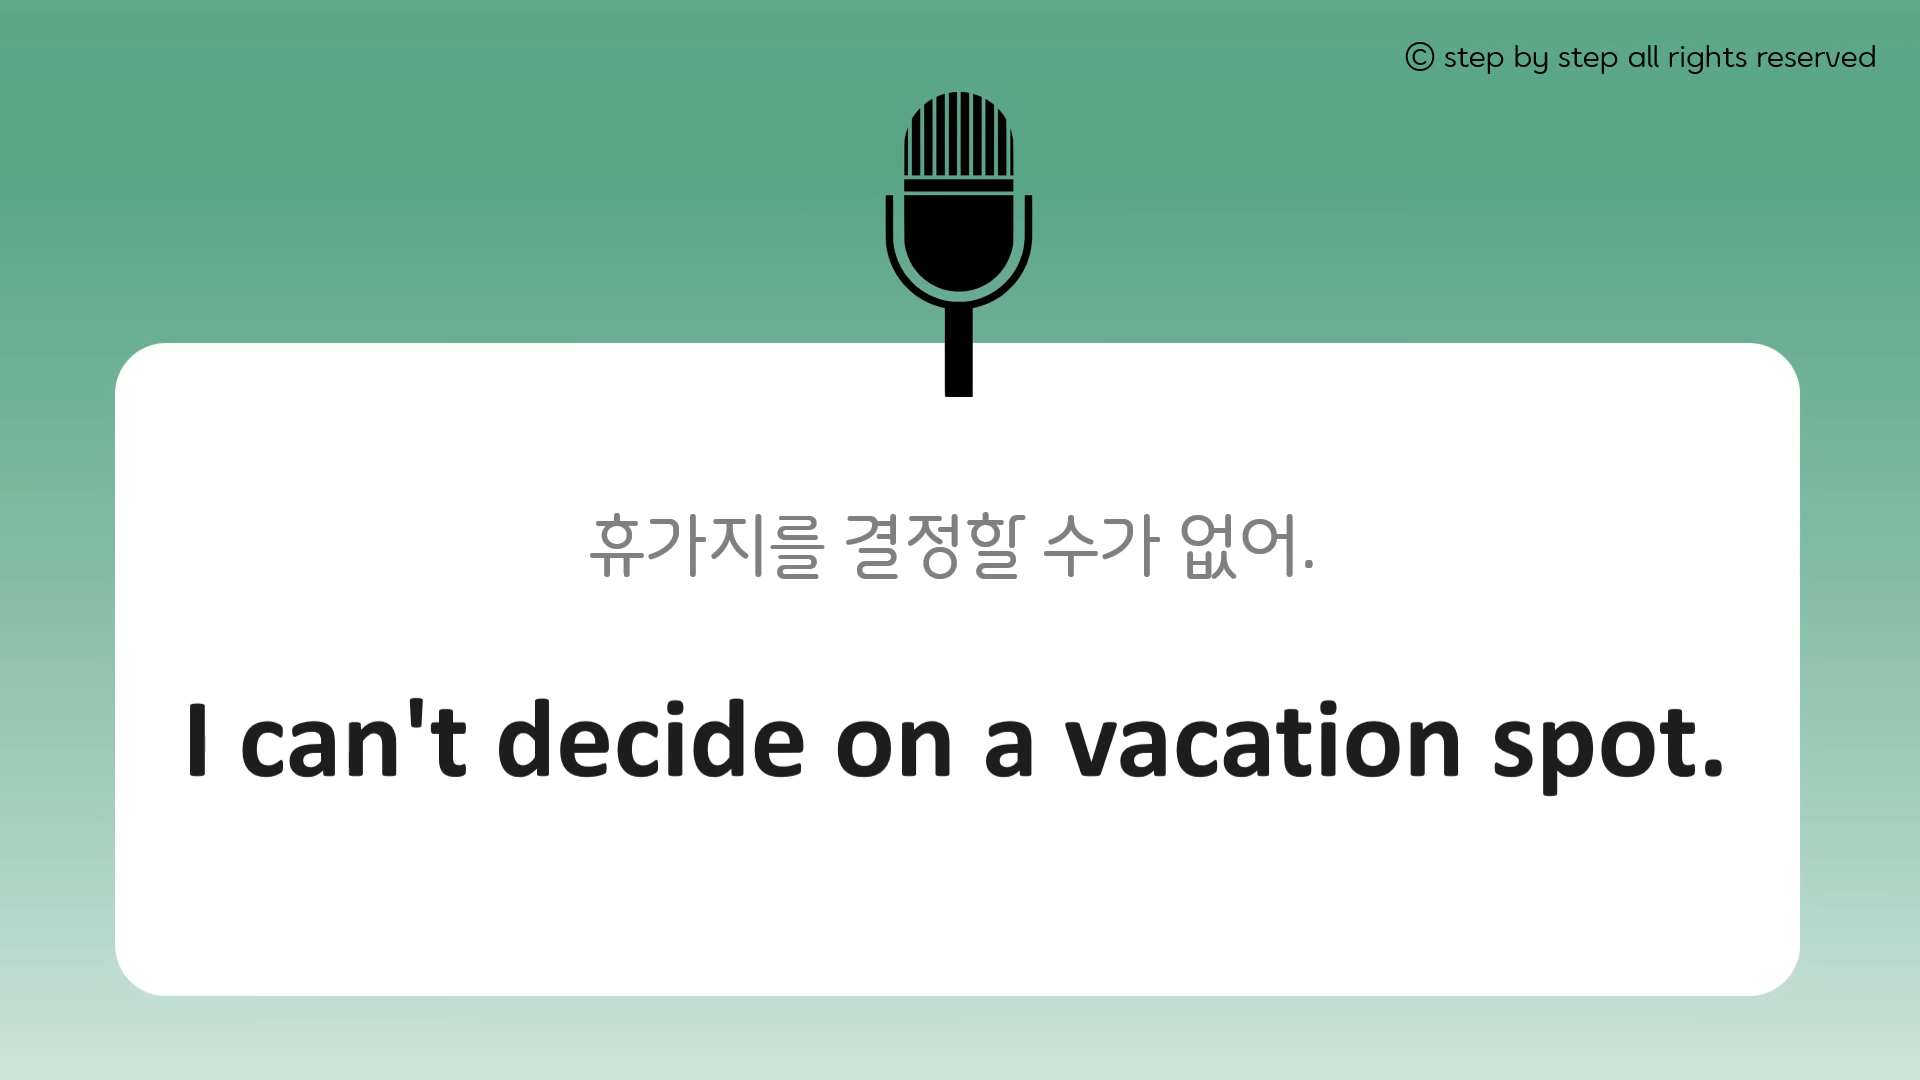 © step by step all rights reserved
휴가지를 결정할 수가 없어.
I can't decide on a vacation spot.